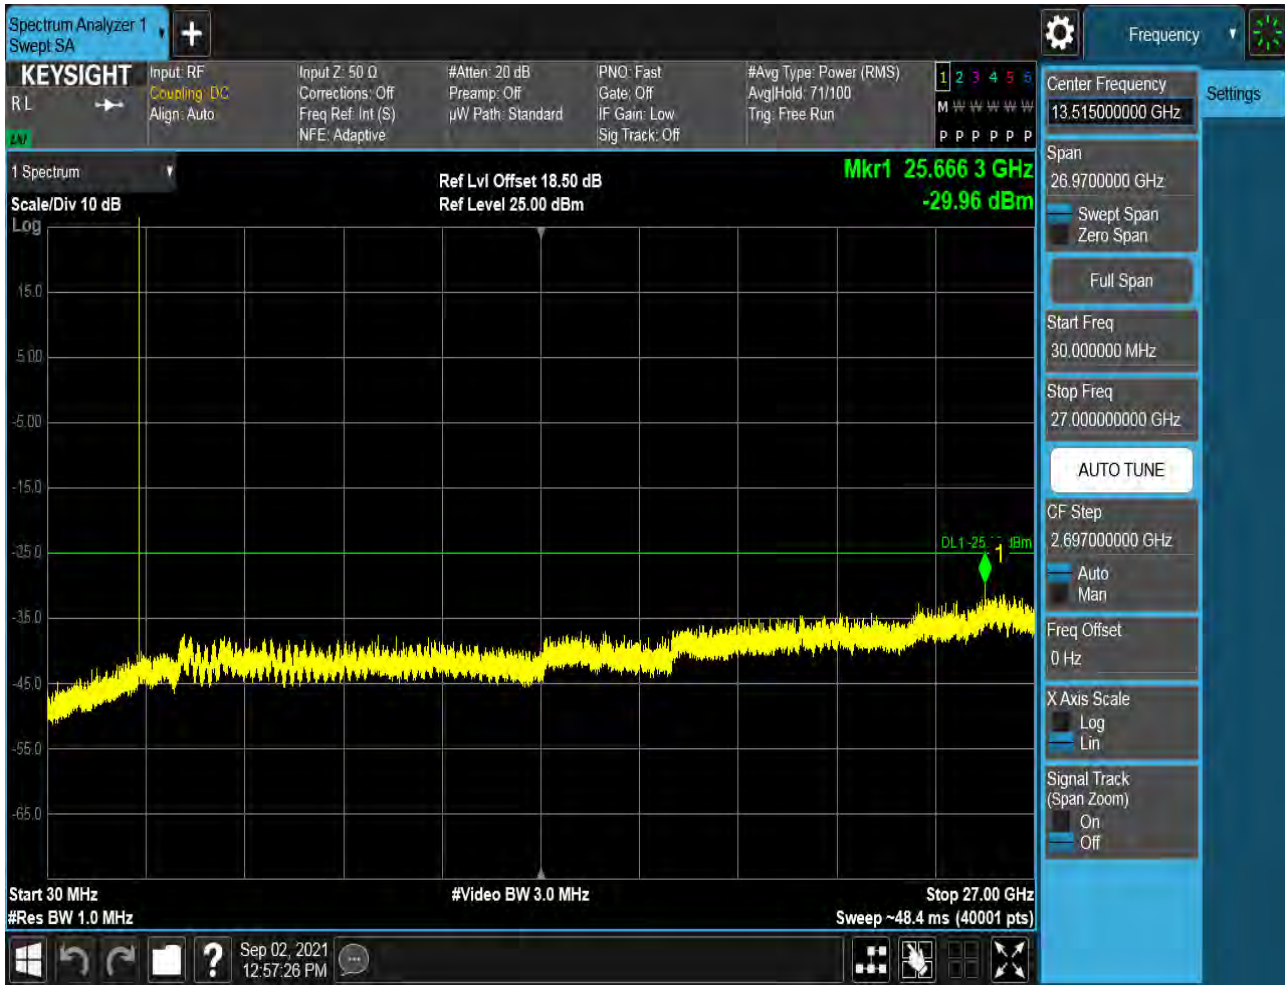 Spectrum Analyzer 1
Swept SA
Frequency
KEYSIGHT
R L
Input: RF
Coupling: DC
Align: Auto
Input Z: 50 Ω
Corrections: Off
Freq Ref: Int (S)
NFE: Adaptive
#Atten: 20 dB
Preamp: Off
µW Path: Standard
PNO: Fast
Gate: Off
IF Gain: Low
Sig Track: Off
#Avg Type: Power (RMS)
Avg|Hold: 71/100
Trig: Free Run
1 2 3 4 5 6
M W W W W W
P P P P P P
1 Spectrum
Scale/Div 10 dB
Log
Ref Lvl Offset 18.50 dB
Ref Level 25.00 dBm
Mkr1 25.666 3 GHz
-29.96 dBm
15.0
5.00
-5.00
-15.0
-25.0
-35.0
-45.0
-55.0
-65.0
1
Start 30 MHz
#Res BW 1.0 MHz
#Video BW 3.0 MHz
Stop 27.00 GHz
Sweep ~48.4 ms (40001 pts)
Sep 02, 2021
12:57:26 PM
Center Frequency
13.515000000 GHz
Settings
Span
26.9700000 GHz
Swept Span
Zero Span
Full Span
Start Freq
30.000000 MHz
Stop Freq
27.000000000 GHz
AUTO TUNE
CF Step
2.697000000 GHz
Auto
Man
Freq Offset
0 Hz
X Axis Scale
Log
Lin
Signal Track
(Span Zoom)
On
Off